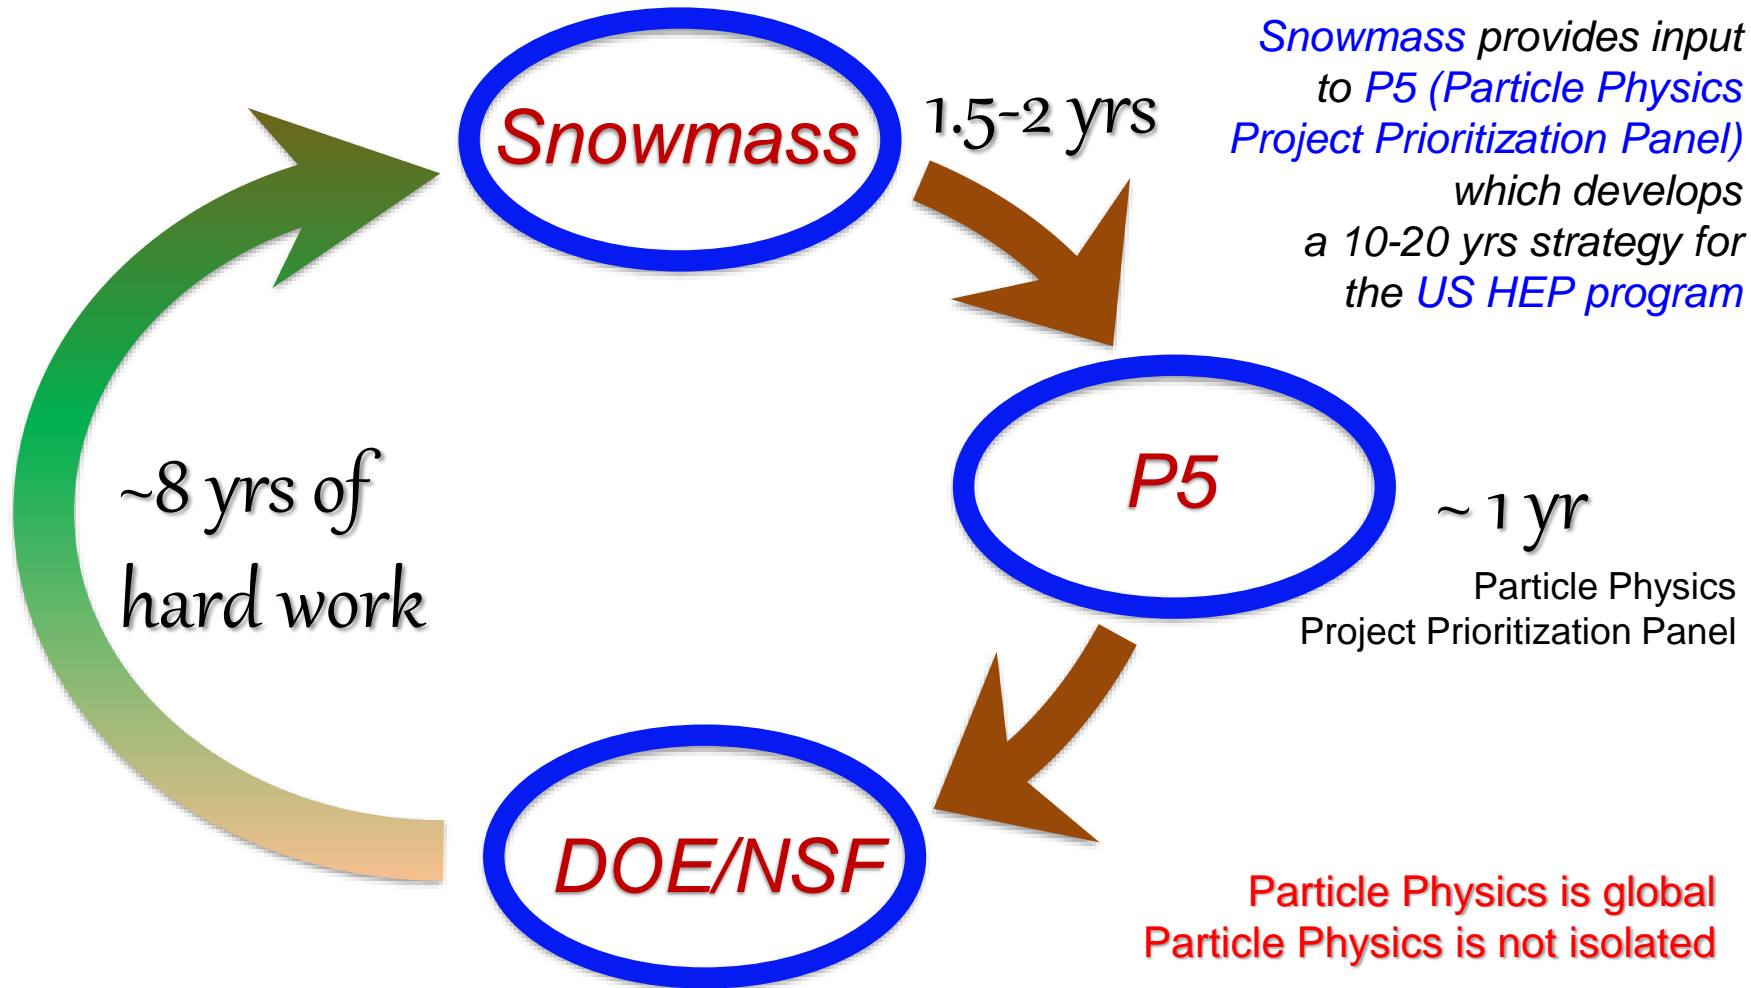 Snowmass
1.5-2 yrs
Snowmass provides input
to P5 (Particle Physics
Project Prioritization Panel)
which develops
a 10-20 yrs strategy for
the US HEP program
~8 yrs of
hard work
P5
~ 1 yr
Particle Physics
Project Prioritization Panel
DOE/NSF
Particle Physics is global
Particle Physics is not isolated